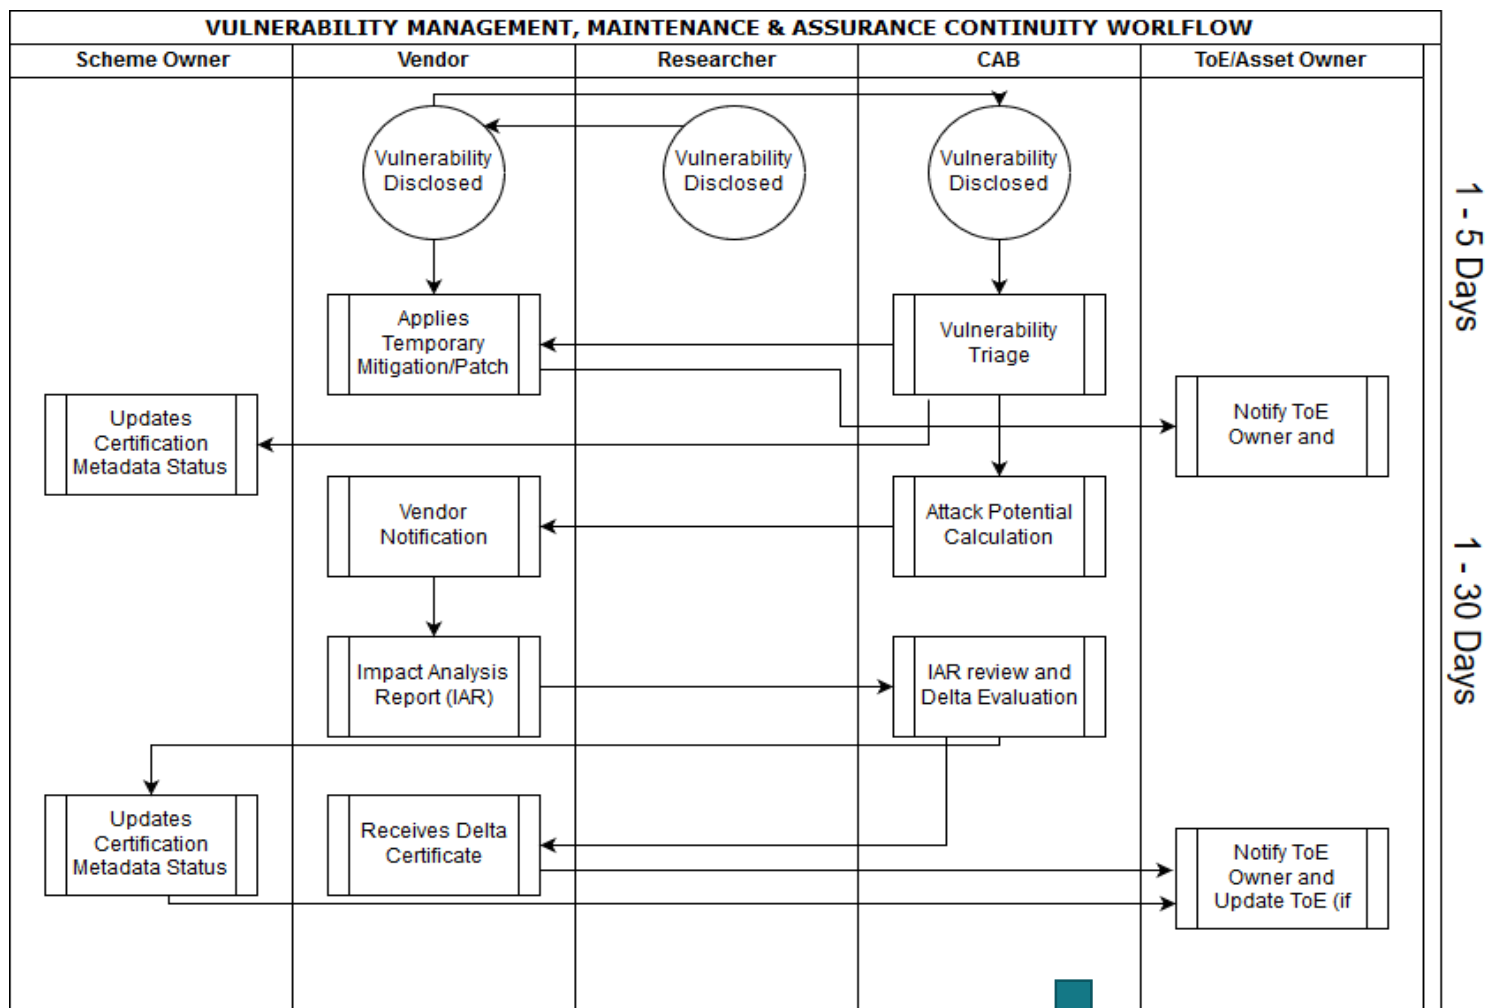 VULNERABILITY MANAGEMENT, MAINTENANCE & ASSURANCE CONTINUITY WORLFLOW
Scheme Owner
Vendor
Researcher
CAB
ToE/Asset Owner
Vulnerability
Disclosed
Vulnerability
Disclosed
Vulnerability
Disclosed
1 - 5 Days
Applies
Temporary
Mitigation/Patch
Vulnerability
Triage
Updates
Certification
Metadata Status
Notify ToE
Owner and
Vendor
Notification
Attack Potential
Calculation
1 - 30 Days
Impact Analysis
Report (IAR)
IAR review and
Delta Evaluation
Updates
Certification
Metadata Status
Receives Delta
Certificate
Notify ToE
Owner and
Update ToE (if